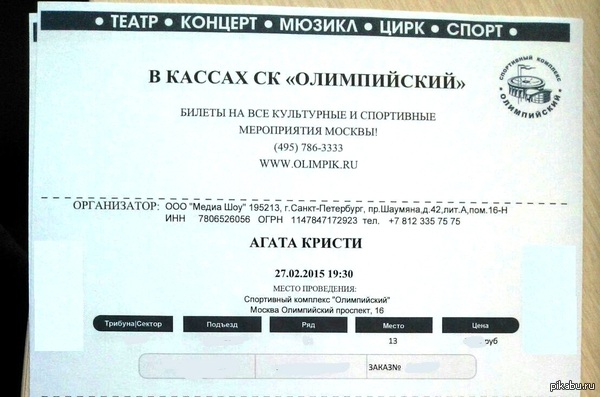 • ТЕАТР • КОНЦЕРТ • МЮЗИКЛ • ЦИРК • СПОРТ •
В КАССАХ СК «ОЛИМПИЙСКИЙ»
СПОРТИВНЫЙ КОМПЛЕКС
• ОЛИМПИЙСКИЙ •
БИЛЕТЫ НА ВСЕ КУЛЬТУРНЫЕ И СПОРТИВНЫЕ
МЕРОПРИЯТИЯ МОСКВЫ!
(495) 786-3333
WWW.OLIMPIK.RU
ОРГАНИЗАТОР: ООО "Медиа Шоу" 195213, г.Санкт-Петербург, пр.Шаумяна,д.42,лит.А,пом.16-Н
ИНН 7806526056 ОГРН 1147847172923 тел. +7 812 335 75 75
АГАТА КРИСТИ
27.02.2015 19:30
МЕСТО ПРОВЕДЕНИЯ:
Спортивный комплекс "Олимпийский"
Москва Олимпийский проспект, 16
Трибуна|Сектор Подъезд Ряд Место Цена
13 руб
ЗАКАЗ№
pikabu.ru